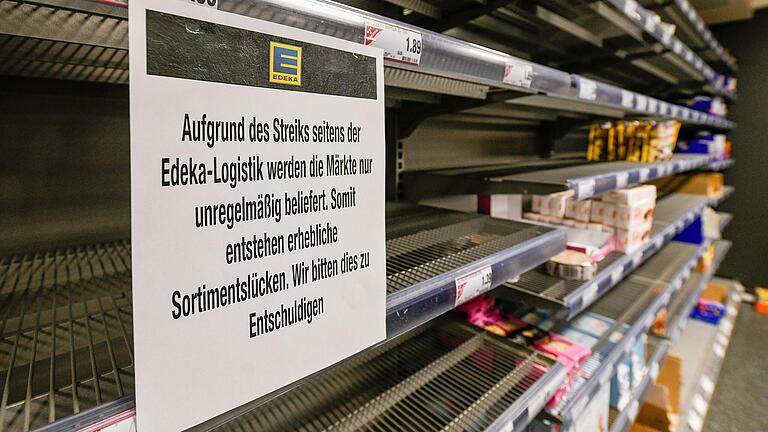 1.89
E
EDEKA
Aufgrund des Streiks seitens der
Edeka-Logistik werden die Märkte nur
unregelmäßig beliefert. Somit
entstehen erhebliche
Sortimentslücken. Wir bitten dies zu
Entschuldigen